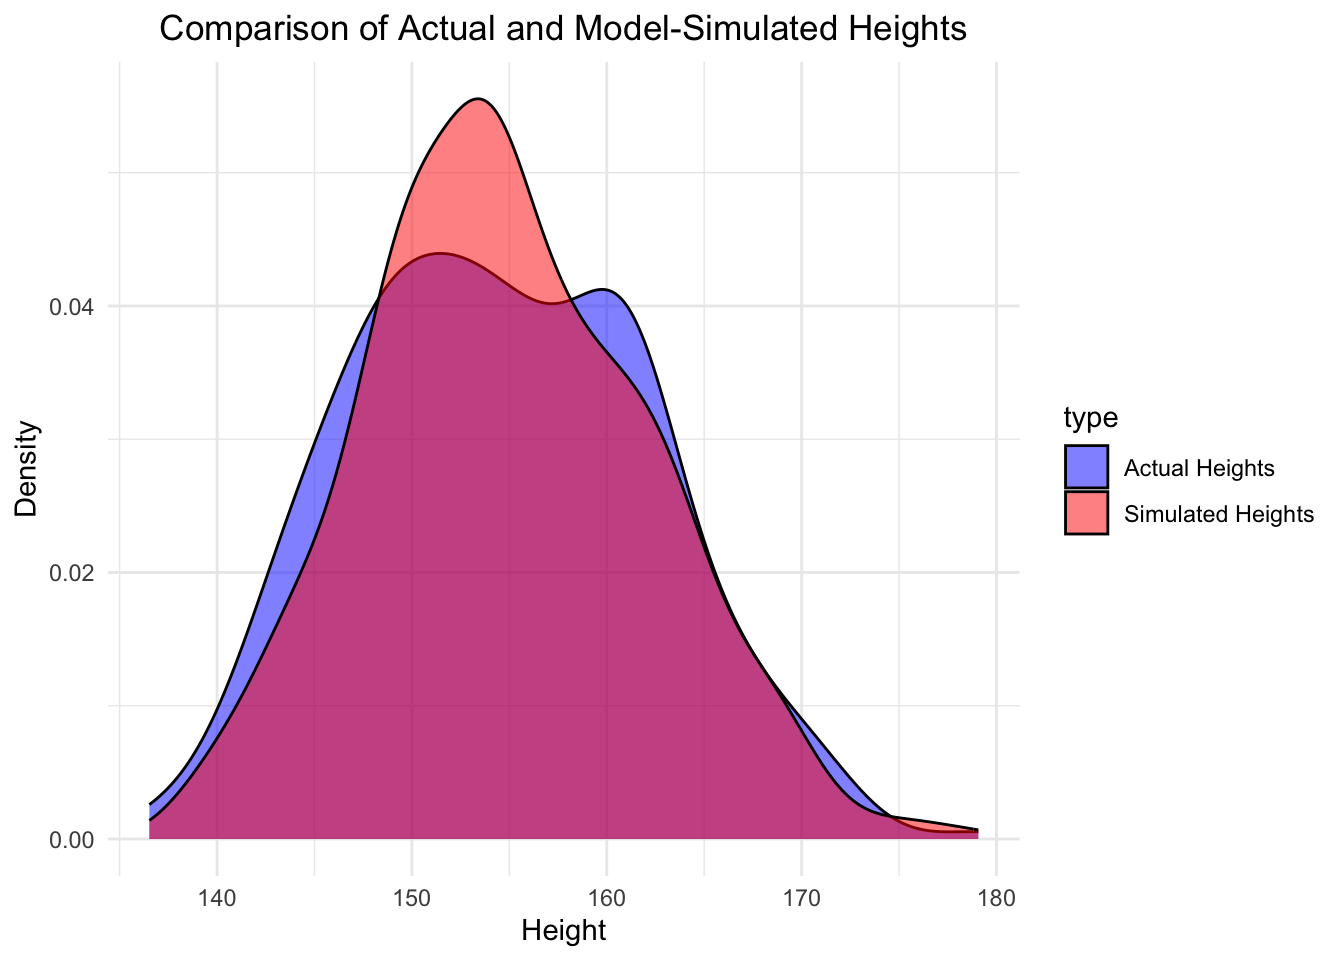 Comparison of Actual and Model-Simulated Heights
Density
0.04
0.02
0.00
140 150 160 170 180
Height
type
Actual Heights
Simulated Heights